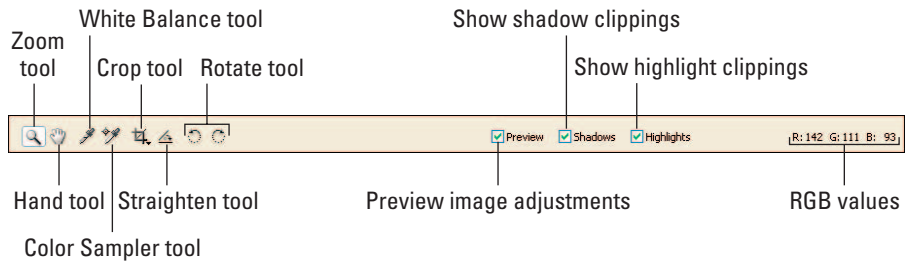 White Balance tool
Show shadow clippings
Zoom
tool
Crop tool
Rotate tool
Show highlight clippings
Preview
Shadows
Highlights
R: 142 G: 111 B: 93
Hand tool
Straighten tool
Preview image adjustments
RGB values
Color Sampler tool